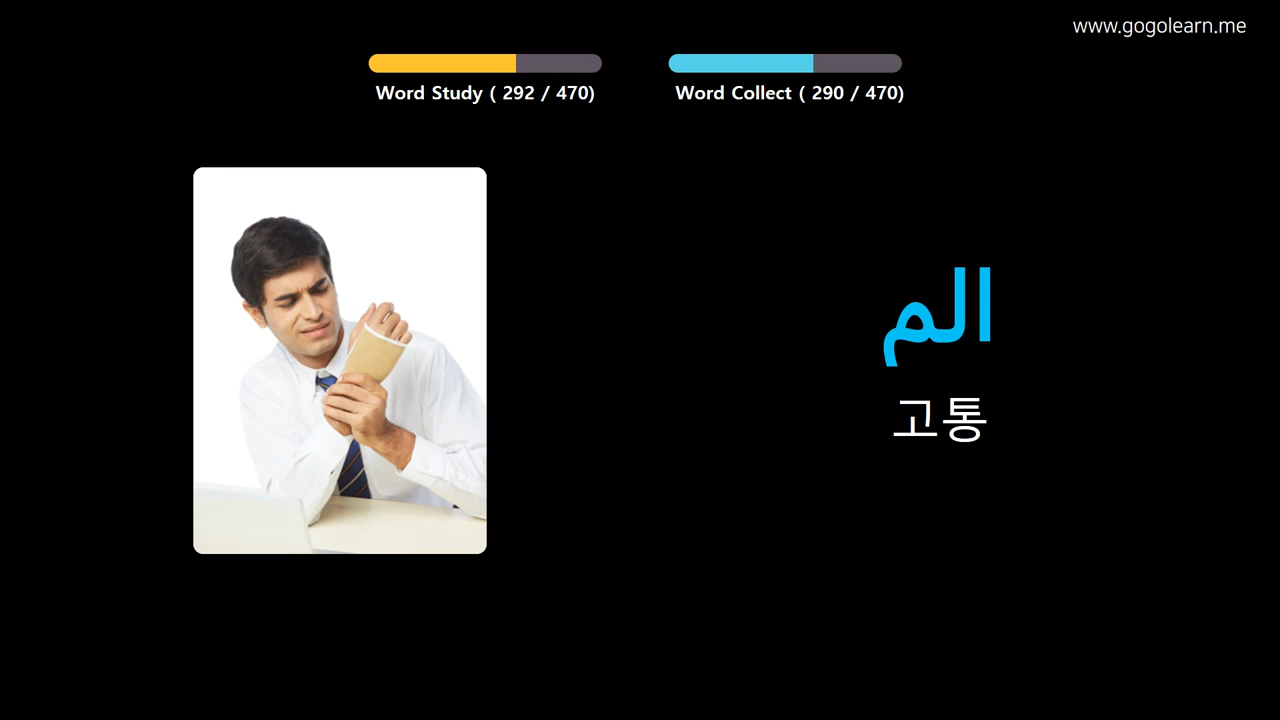 www.gogolearn.me
Word Study ( 292 / 470)
Word Collect ( 290 / 470)
الم
고통